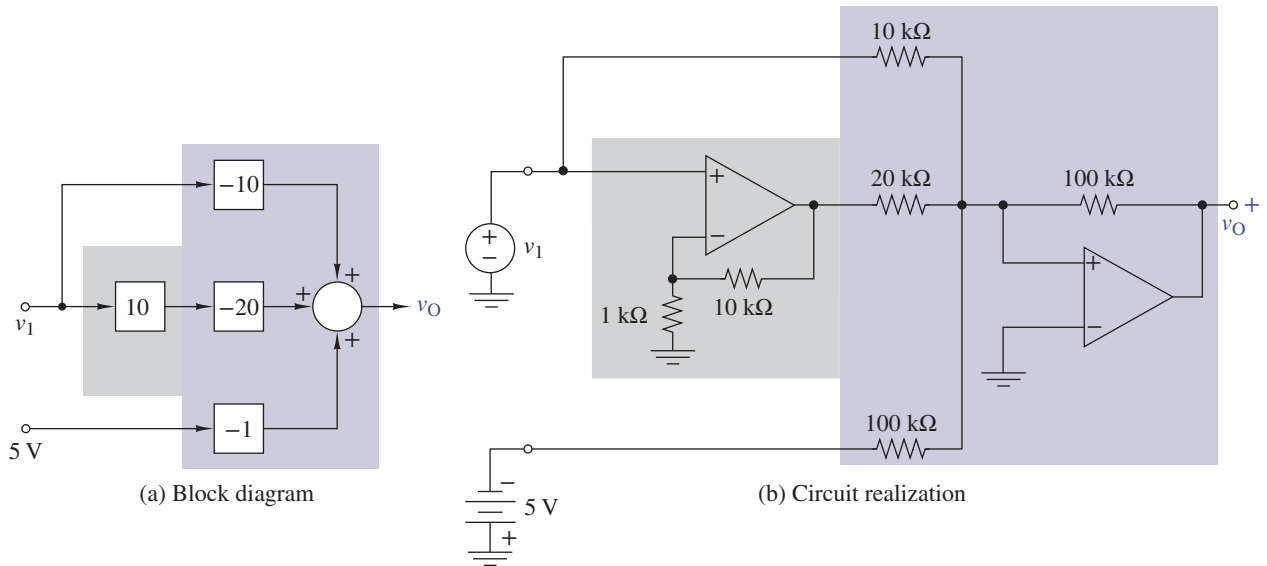 −10
10
−20
−1
+
+
+
v1
5 V
vO
(a) Block diagram
10 kΩ
20 kΩ
100 kΩ
100 kΩ
+
−
+
−
v1
1 kΩ
10 kΩ
+
−
+
vO
−
5 V
+
(b) Circuit realization